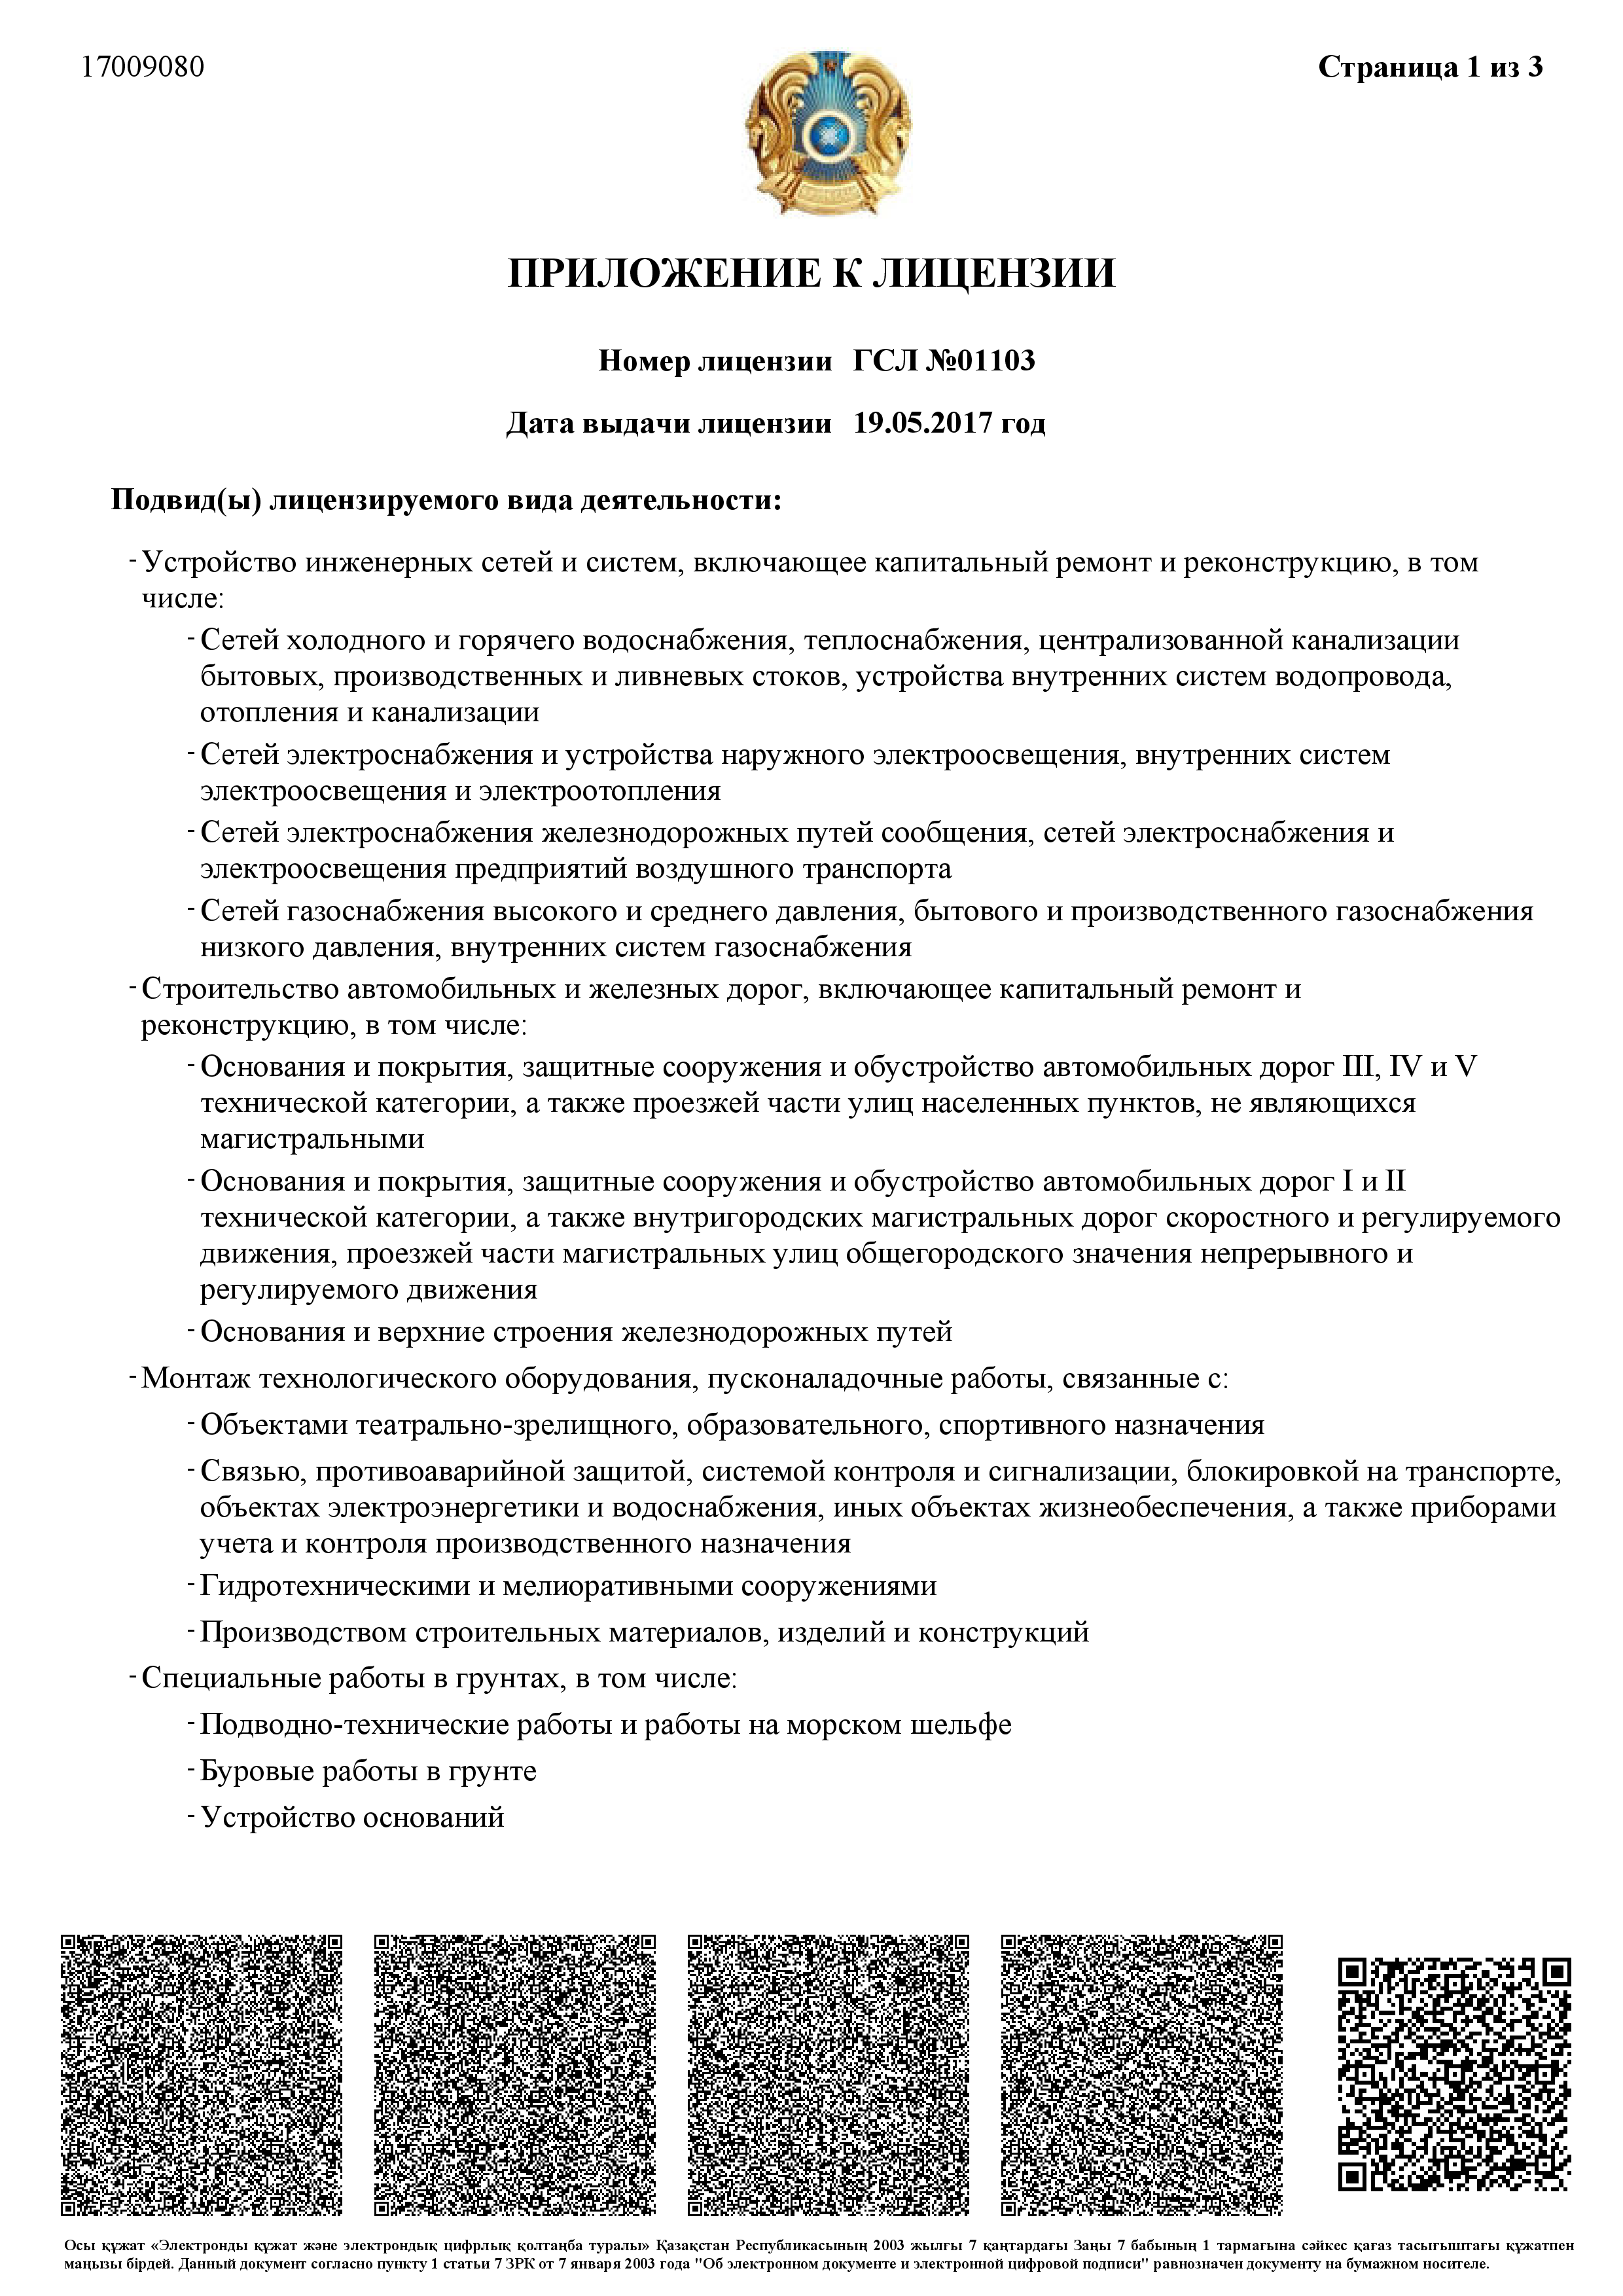 17009080
Страница 1 из 3
ПРИЛОЖЕНИЕ К ЛИЦЕНЗИИ
Номер лицензии ГСЛ №01103
Дата выдачи лицензии 19.05.2017 год
Подвид(ы) лицензируемого вида деятельности:
- Устройство инженерных сетей и систем, включающее капитальный ремонт и реконструкцию, в том
числе:
- Сетей холодного и горячего водоснабжения, теплоснабжения, централизованной канализации
бытовых, производственных и ливневых стоков, устройства внутренних систем водопровода,
отопления и канализации
- Сетей электроснабжения и устройства наружного электроосвещения, внутренних систем
электроосвещения и электроотопления
- Сетей электроснабжения железнодорожных путей сообщения, сетей электроснабжения и
электроосвещения предприятий воздушного транспорта
- Сетей газоснабжения высокого и среднего давления, бытового и производственного газоснабжения
низкого давления, внутренних систем газоснабжения
- Строительство автомобильных и железных дорог, включающее капитальный ремонт и
реконструкцию, в том числе:
- Основания и покрытия, защитные сооружения и обустройство автомобильных дорог III, IV и V
технической категории, а также проезжей части улиц населенных пунктов, не являющихся
магистральными
- Основания и покрытия, защитные сооружения и обустройство автомобильных дорог I и II
технической категории, а также внутригородских магистральных дорог скоростного и регулируемого
движения, проезжей части магистральных улиц общегородского значения непрерывного и
регулируемого движения
- Основания и верхние строения железнодорожных путей
- Монтаж технологического оборудования, пусконаладочные работы, связанные с:
- Объектами театрально-зрелищного, образовательного, спортивного назначения
- Связью, противоаварийной защитой, системой контроля и сигнализации, блокировкой на транспорте,
объектах электроэнергетики и водоснабжения, иных объектах жизнеобеспечения, а также приборами
учета и контроля производственного назначения
- Гидротехническими и мелиоративными сооружениями
- Производством строительных материалов, изделий и конструкций
- Специальные работы в грунтах, в том числе:
- Подводно-технические работы и работы на морском шельфе
- Буровые работы в грунте
- Устройство оснований
Осы құжат «Электронды құжат және электрондық цифрлық қолтаңба туралы» Қазақстан Республикасының 2003 жылғы 7 қаңтардағы Заңы 7 бабының 1 тармағына сәйкес қағаз тасығыштағы құжатпен
маңызы бірдей. Данный документ согласно пункту 1 статьи 7 ЗРК от 7 января 2003 года "Об электронном документе и электронной цифровой подписи" равнозначен документу на бумажном носителе.